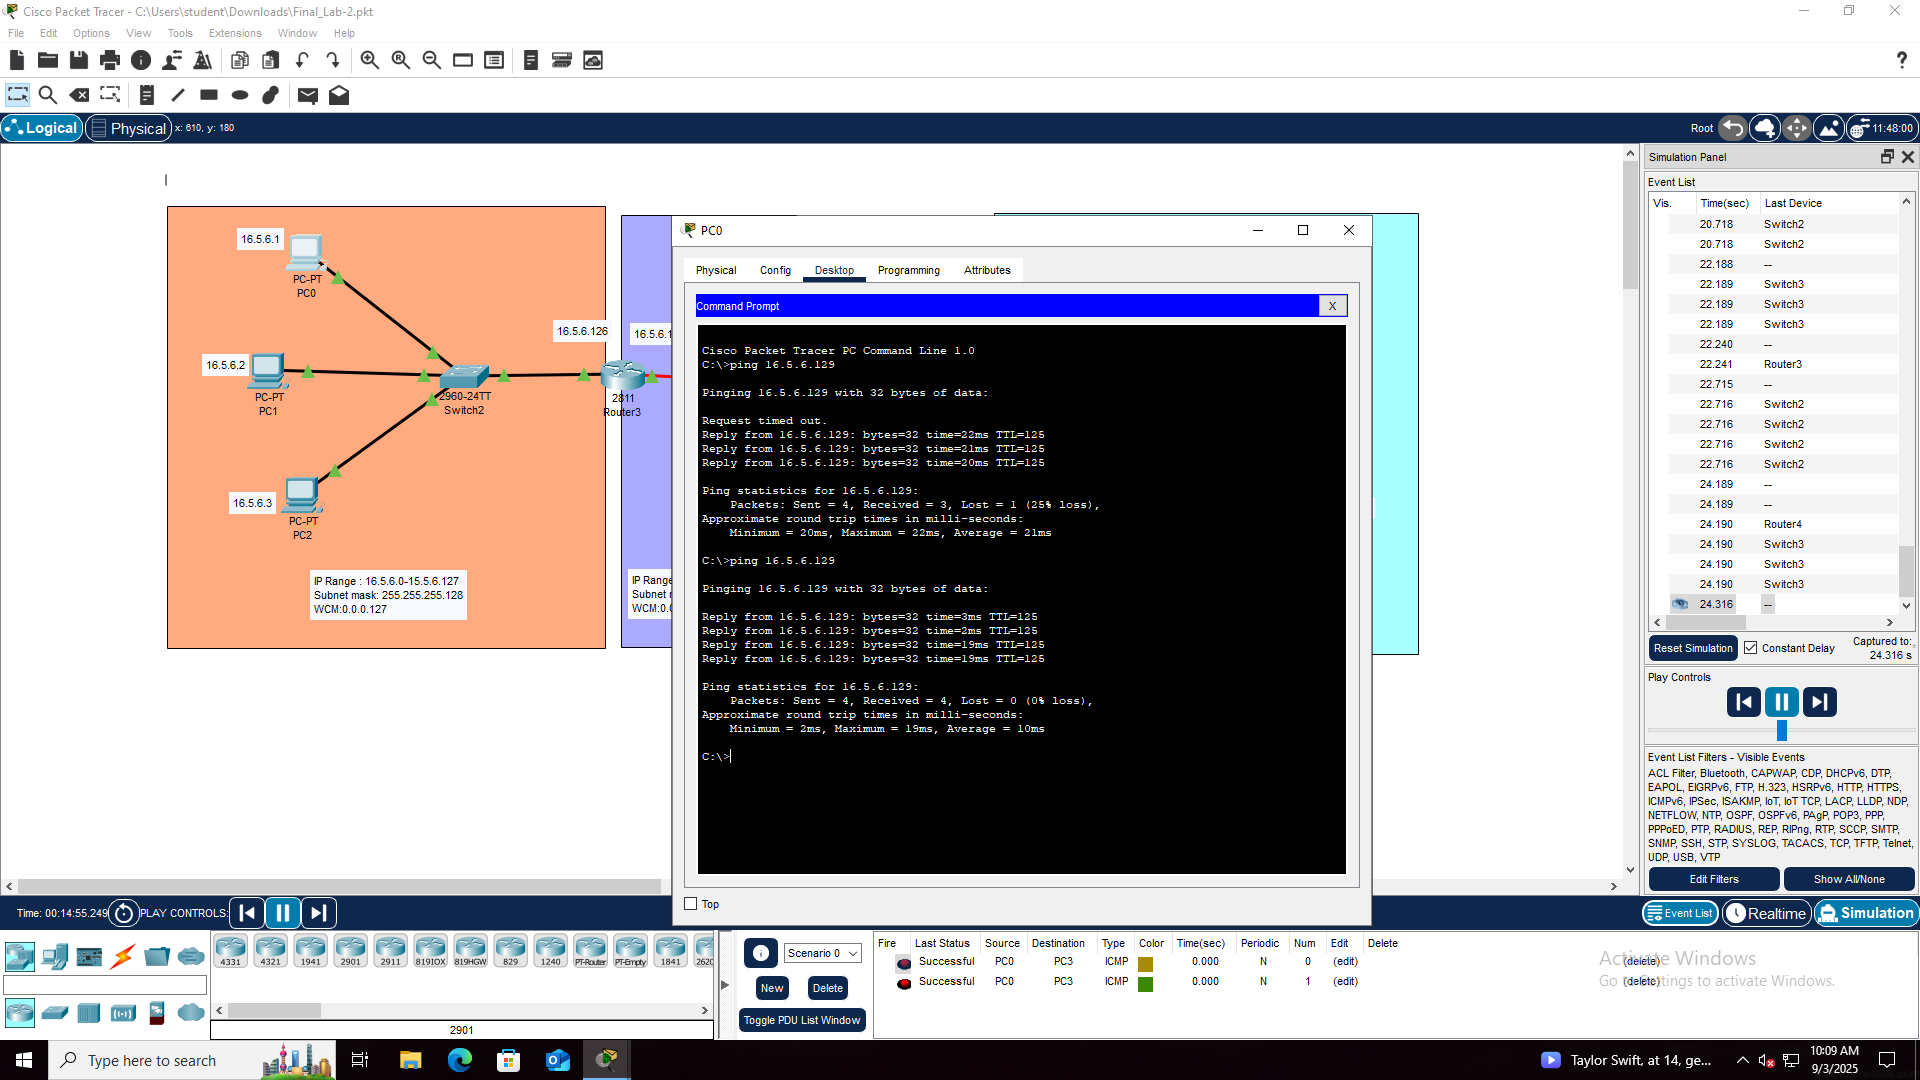 Cisco Packet Tracer - C:\Users\student\Downloads\Final_Lab-2.pkt
File Edit Options View Tools Extensions Window Help
Logical Physical x: 610, y: 180
Root 11:48:00
16.5.6.1
PC-PT
PC0
16.5.6.2
PC-PT
PC1
16.5.6.3
PC-PT
PC2
2960-24TT
Switch2
16.5.6.126
16.5.6.1
2811
Router3
IP Range : 16.5.6.0-15.5.6.127
Subnet mask: 255.255.255.128
WCM:0.0.0.127
IP Range
Subnet
WCM:0.
PC0
Physical Config Desktop Programming Attributes
Command Prompt X
Cisco Packet Tracer PC Command Line 1.0
C:\>ping 16.5.6.129
Pinging 16.5.6.129 with 32 bytes of data:
Request timed out.
Reply from 16.5.6.129: bytes=32 time=22ms TTL=125
Reply from 16.5.6.129: bytes=32 time=21ms TTL=125
Reply from 16.5.6.129: bytes=32 time=20ms TTL=125
Ping statistics for 16.5.6.129:
Packets: Sent = 4, Received = 3, Lost = 1 (25% loss),
Approximate round trip times in milli-seconds:
Minimum = 20ms, Maximum = 22ms, Average = 21ms
C:\>ping 16.5.6.129
Pinging 16.5.6.129 with 32 bytes of data:
Reply from 16.5.6.129: bytes=32 time=3ms TTL=125
Reply from 16.5.6.129: bytes=32 time=2ms TTL=125
Reply from 16.5.6.129: bytes=32 time=19ms TTL=125
Reply from 16.5.6.129: bytes=32 time=19ms TTL=125
Ping statistics for 16.5.6.129:
Packets: Sent = 4, Received = 4, Lost = 0 (0% loss),
Approximate round trip times in milli-seconds:
Minimum = 2ms, Maximum = 19ms, Average = 10ms
C:\>
Top
Simulation Panel
Event List
Vis. Time(sec) Last Device
20.718 Switch2
20.718 Switch2
22.188 --
22.189 Switch3
22.189 Switch3
22.189 Switch3
22.240 --
22.241 Router3
22.715 --
22.716 Switch2
22.716 Switch2
22.716 Switch2
22.716 Switch2
24.189 --
24.189 --
24.190 Router4
24.190 Switch3
24.190 Switch3
24.190 Switch3
24.316 --
Reset Simulation Constant Delay Captured to:
24.316 s
Play Controls
Event List Filters - Visible Events
ACL Filter, Bluetooth, CAPWAP, CDP, DHCPv6, DTP,
EAPOL, EIGRPv6, FTP, H.323, HSRPv6, HTTP, HTTPS,
ICMPv6, IPSec, ISAKMP, IoT, IoT TCP, LACP, LLDP, NDP,
NETFLOW, NTP, OSPF, OSPFv6, PAgP, POP3, PPP,
PPPoED, PTP, RADIUS, REP, RIPng, RTP, SCCP, SMTP,
SNMP, SSH, STP, SYSLOG, TACACS, TCP, TFTP, Telnet,
UDP, USB, VTP
Edit Filters Show All/None
Time: 00:14:55.249 PLAY CONTROLS:
Event List Realtime Simulation
4331 4321 1941 2901 2911 819IOX 819HGW 829 1240 PT-Router PT-Empty 1841 2620
2901
Scenario 0
New Delete
Toggle PDU List Window
Fire Last Status Source Destination Type Color Time(sec) Periodic Num Edit Delete
Successful PC0 PC3 ICMP 0.000 N 0 (edit) (delete)
Successful PC0 PC3 ICMP 0.000 N 1 (edit) (delete)
Activate Windows
Go to Settings to activate Windows.
Type here to search
Taylor Swift, at 14, ge...
10:09 AM
9/3/2025